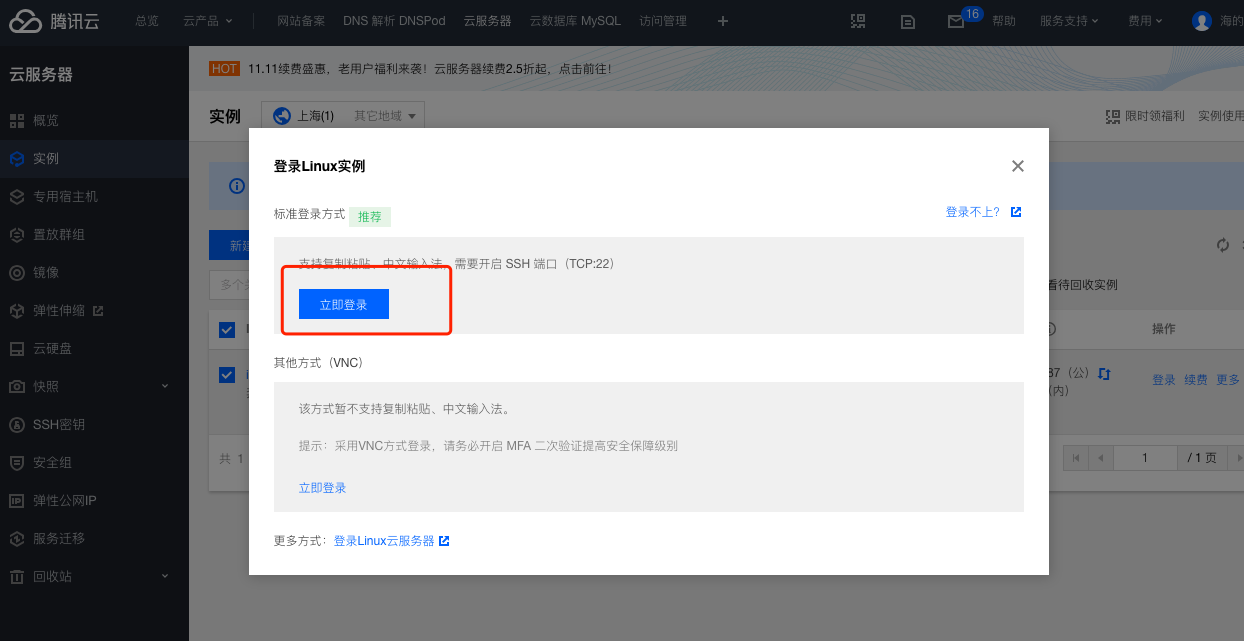 腾讯云 总览 云产品 网站备案 DNS 解析 DNSPod 云服务器 云数据库 MySQL 访问管理 + 16 帮助 服务支持 费用 海的
云服务器
HOT 11.11续费盛惠，老用户福利来袭！云服务器续费2.5折起，点击前往！
概览
实例
专用宿主机
置放群组
镜像
弹性伸缩
云硬盘
快照
SSH密钥
安全组
弹性公网IP
服务迁移
回收站
实例 上海(1) 其它地域 限时领福利 实例使用
新建
多个关
看待回收实例
操作
87（公）
(内)
登录 续费 更多
共 1
1 / 1 页
登录Linux实例
标准登录方式 推荐 登录不上?
支持复制粘贴、中文输入法，需要开启 SSH 端口（TCP:22）
立即登录
其他方式（VNC）
该方式暂不支持复制粘贴、中文输入法。
提示：采用VNC方式登录，请务必开启 MFA 二次验证提高安全保障级别
立即登录
更多方式：登录Linux云服务器